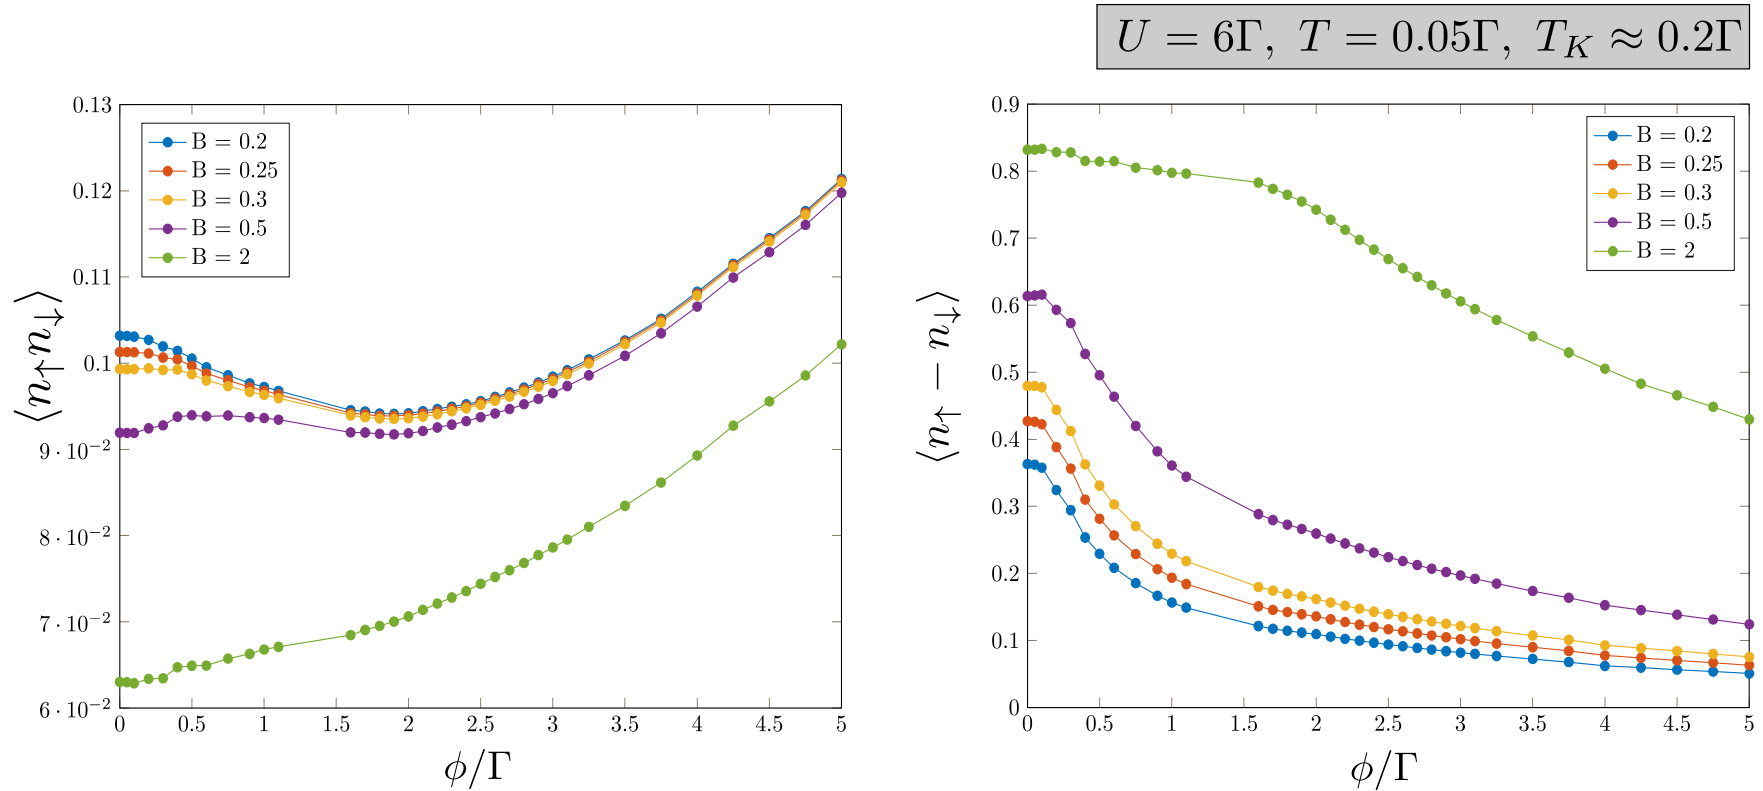 U = 6Γ, T = 0.05Γ, T_K ≈ 0.2Γ
0.13
0.12
0.11
0.1
9 · 10⁻²
8 · 10⁻²
7 · 10⁻²
6 · 10⁻²
⟨n↑n↓⟩
B = 0.2
B = 0.25
B = 0.3
B = 0.5
B = 2
0 0.5 1 1.5 2 2.5 3 3.5 4 4.5 5
ϕ/Γ
0.9
0.8
0.7
0.6
0.5
0.4
0.3
0.2
0.1
0
⟨n↑ − n↓⟩
B = 0.2
B = 0.25
B = 0.3
B = 0.5
B = 2
0 0.5 1 1.5 2 2.5 3 3.5 4 4.5 5
ϕ/Γ